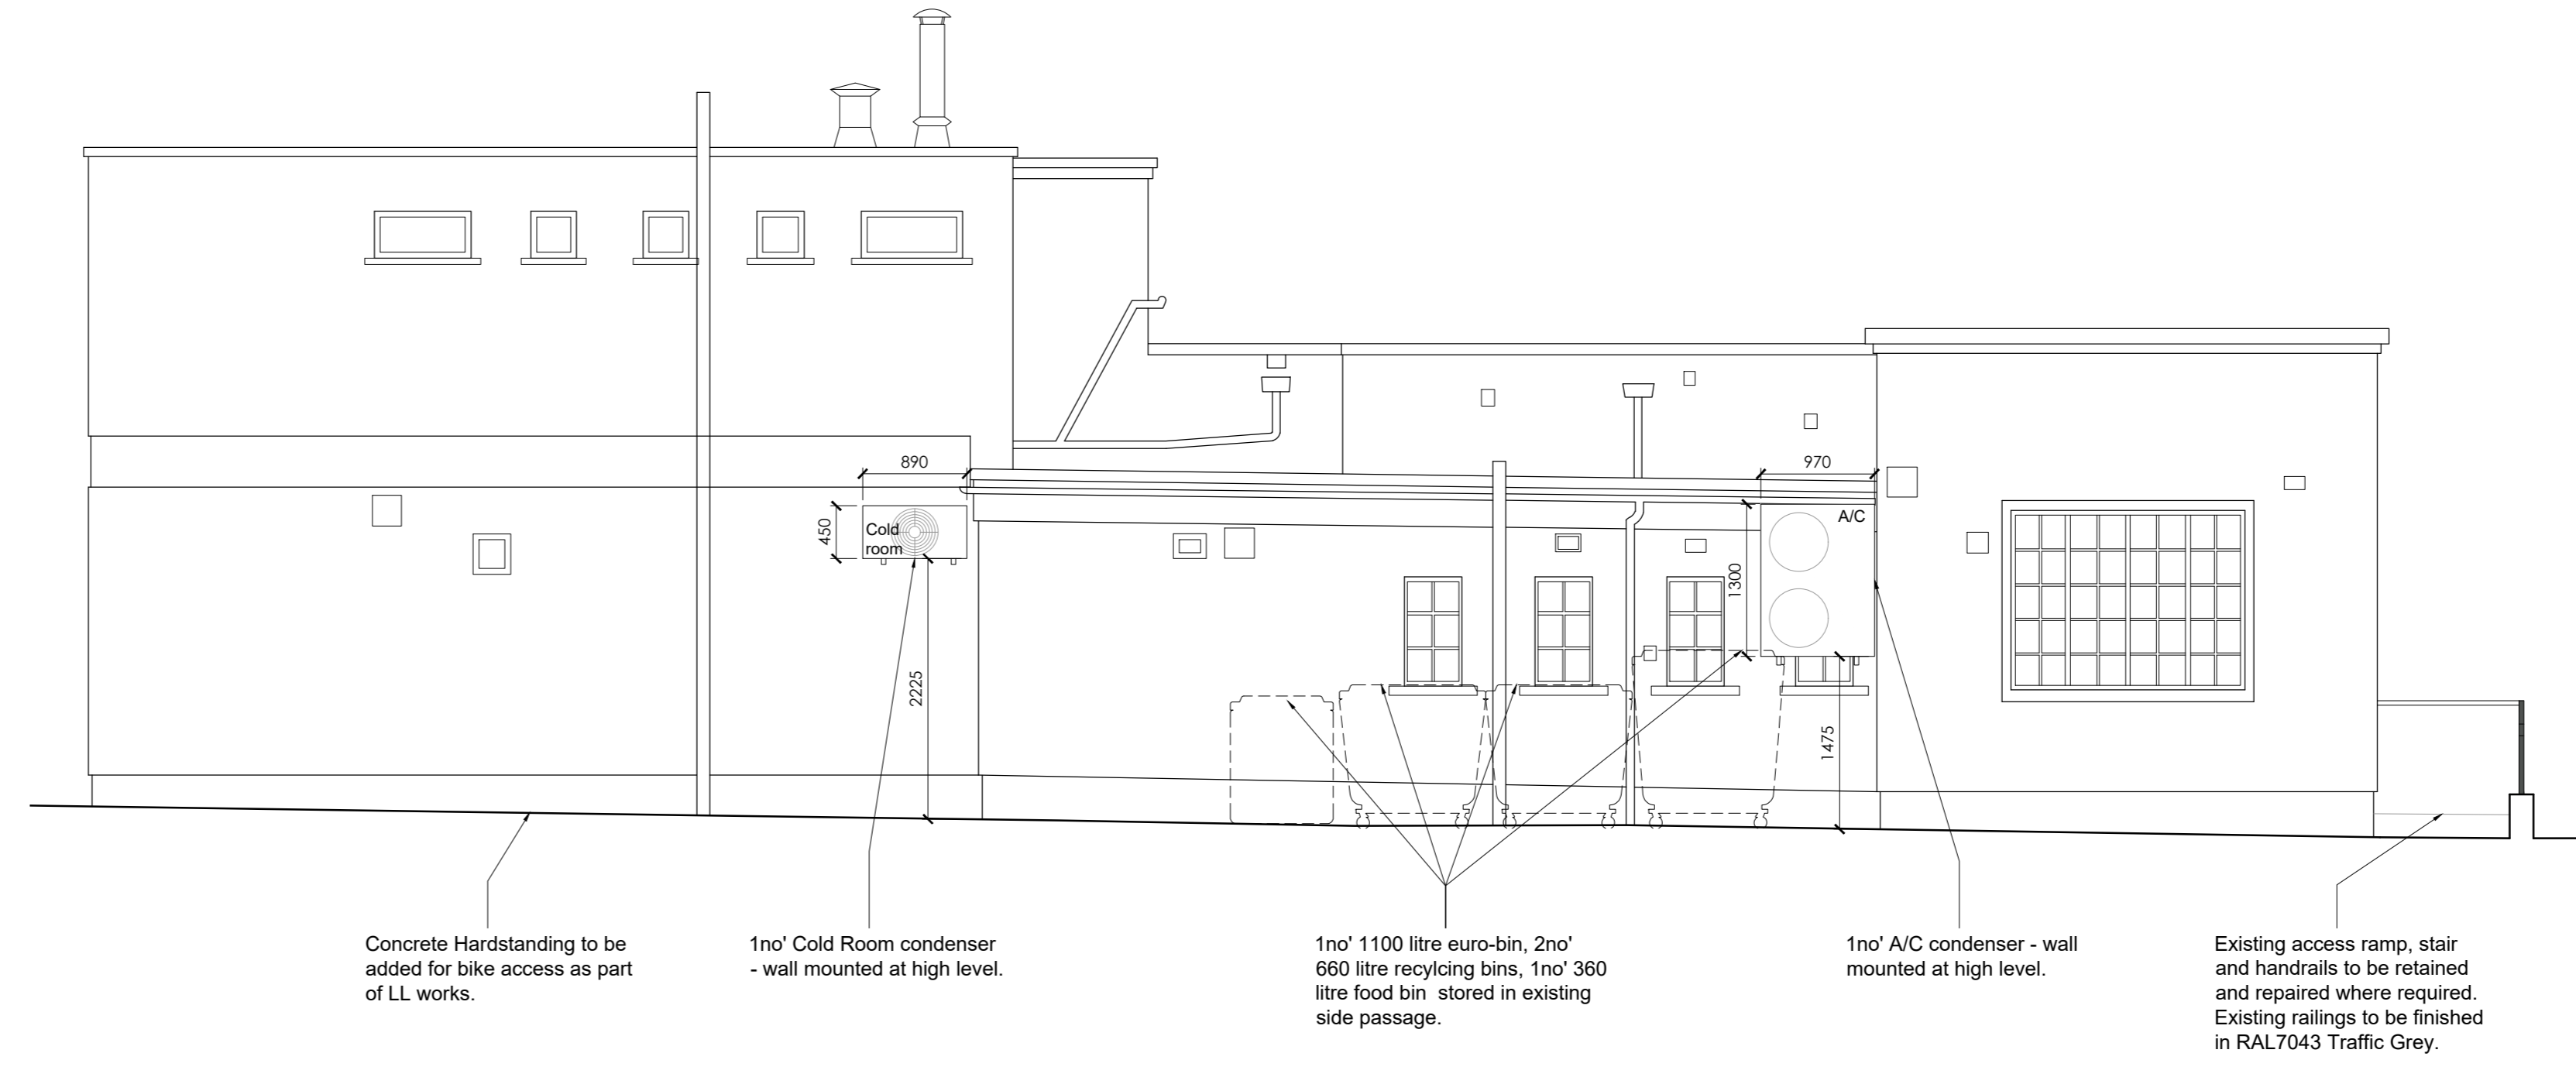 890
970
450
Cold
room
A/C
1300
2225
1475
Concrete Hardstanding to be
added for bike access as part
of LL works.
1no' Cold Room condenser
- wall mounted at high level.
1no' 1100 litre euro-bin, 2no'
660 litre recylcing bins, 1no' 360
litre food bin  stored in existing
side passage.
1no' A/C condenser - wall
mounted at high level.
Existing access ramp, stair
and handrails to be retained
and repaired where required.
Existing railings to be finished
in RAL7043 Traffic Grey.